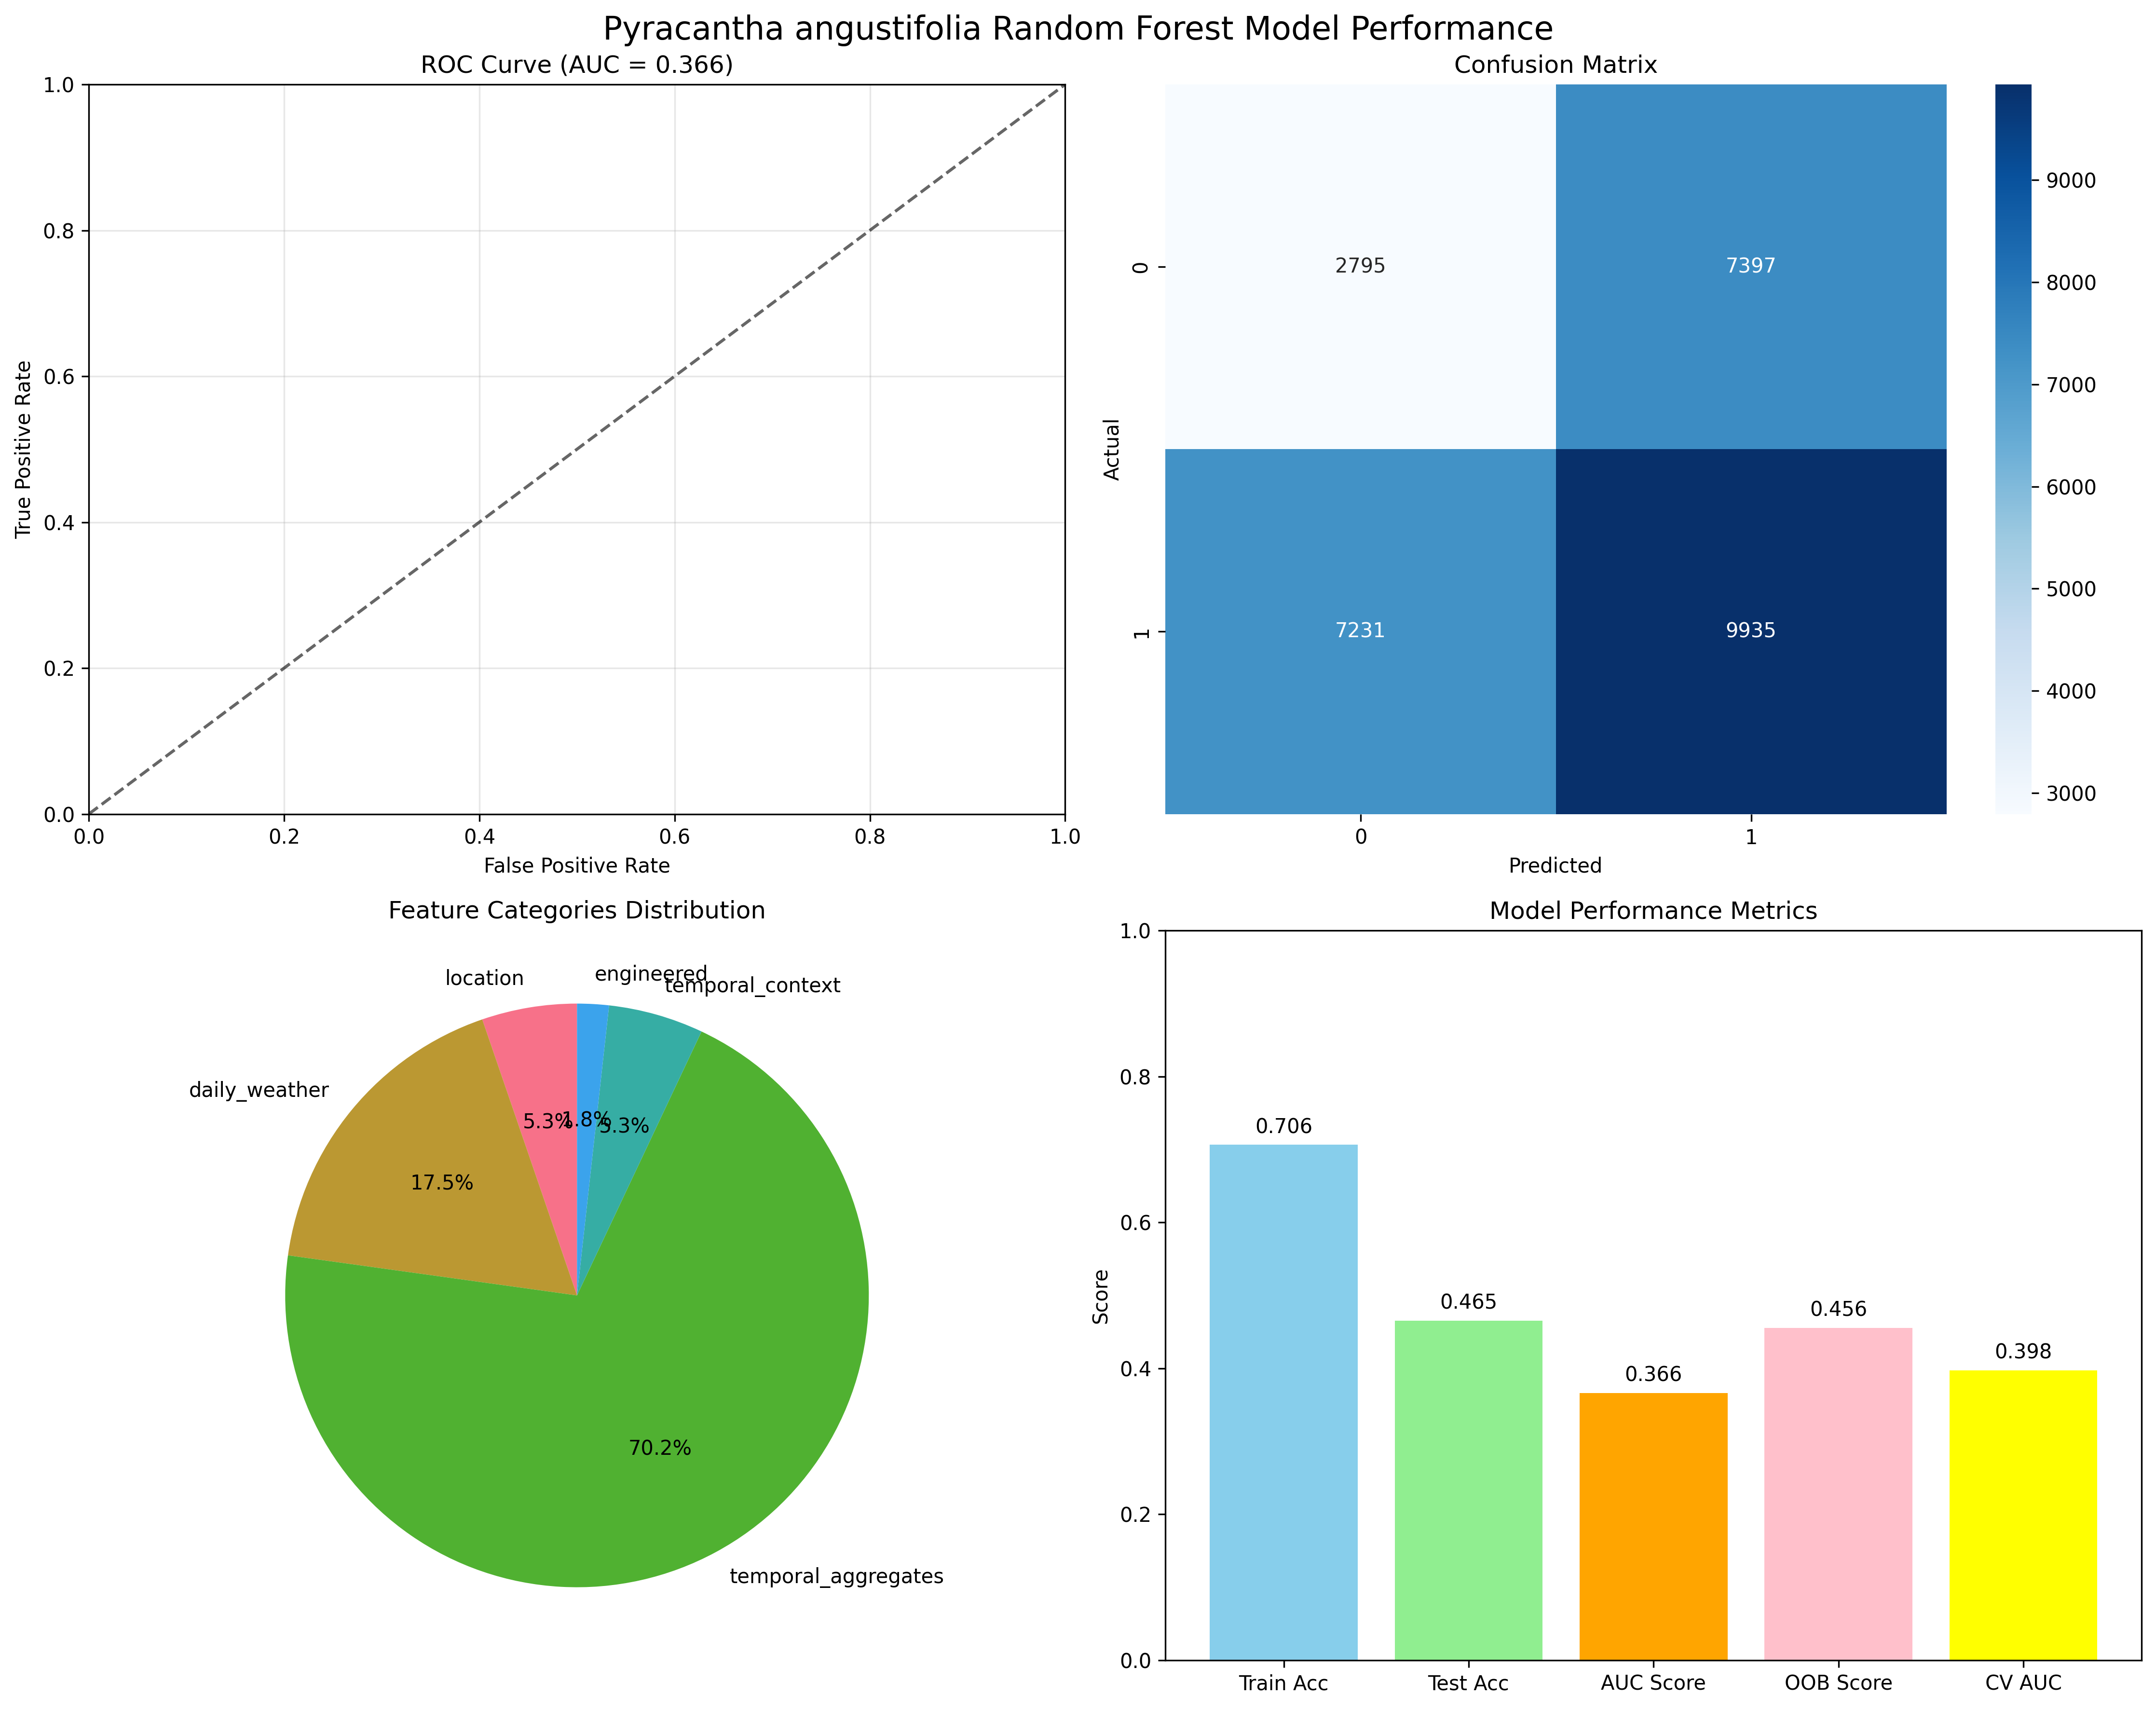 Pyracantha angustifolia Random Forest Model Performance
ROC Curve (AUC = 0.366)
1.0
0.8
0.6
0.4
0.2
0.0
True Positive Rate
0.0 0.2 0.4 0.6 0.8 1.0
False Positive Rate
Confusion Matrix
Actual
0
1
2795 7397
7231 9935
0 1
Predicted
9000
8000
7000
6000
5000
4000
3000
Feature Categories Distribution
location
engineered
temporal_context
daily_weather
temporal_aggregates
5.3%
1.8%
5.3%
17.5%
70.2%
Model Performance Metrics
Score
1.0
0.8
0.6
0.4
0.2
0.0
0.706
0.465
0.366
0.456
0.398
Train Acc Test Acc AUC Score OOB Score CV AUC